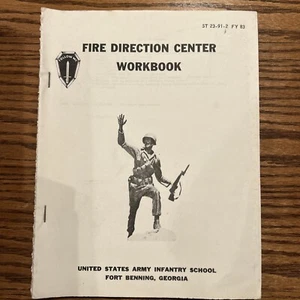 ST 23-91-2 FY 83
FIRE DIRECTION CENTER
WORKBOOK
UNITED STATES ARMY INFANTRY SCHOOL
FORT BENNING, GEORGIA